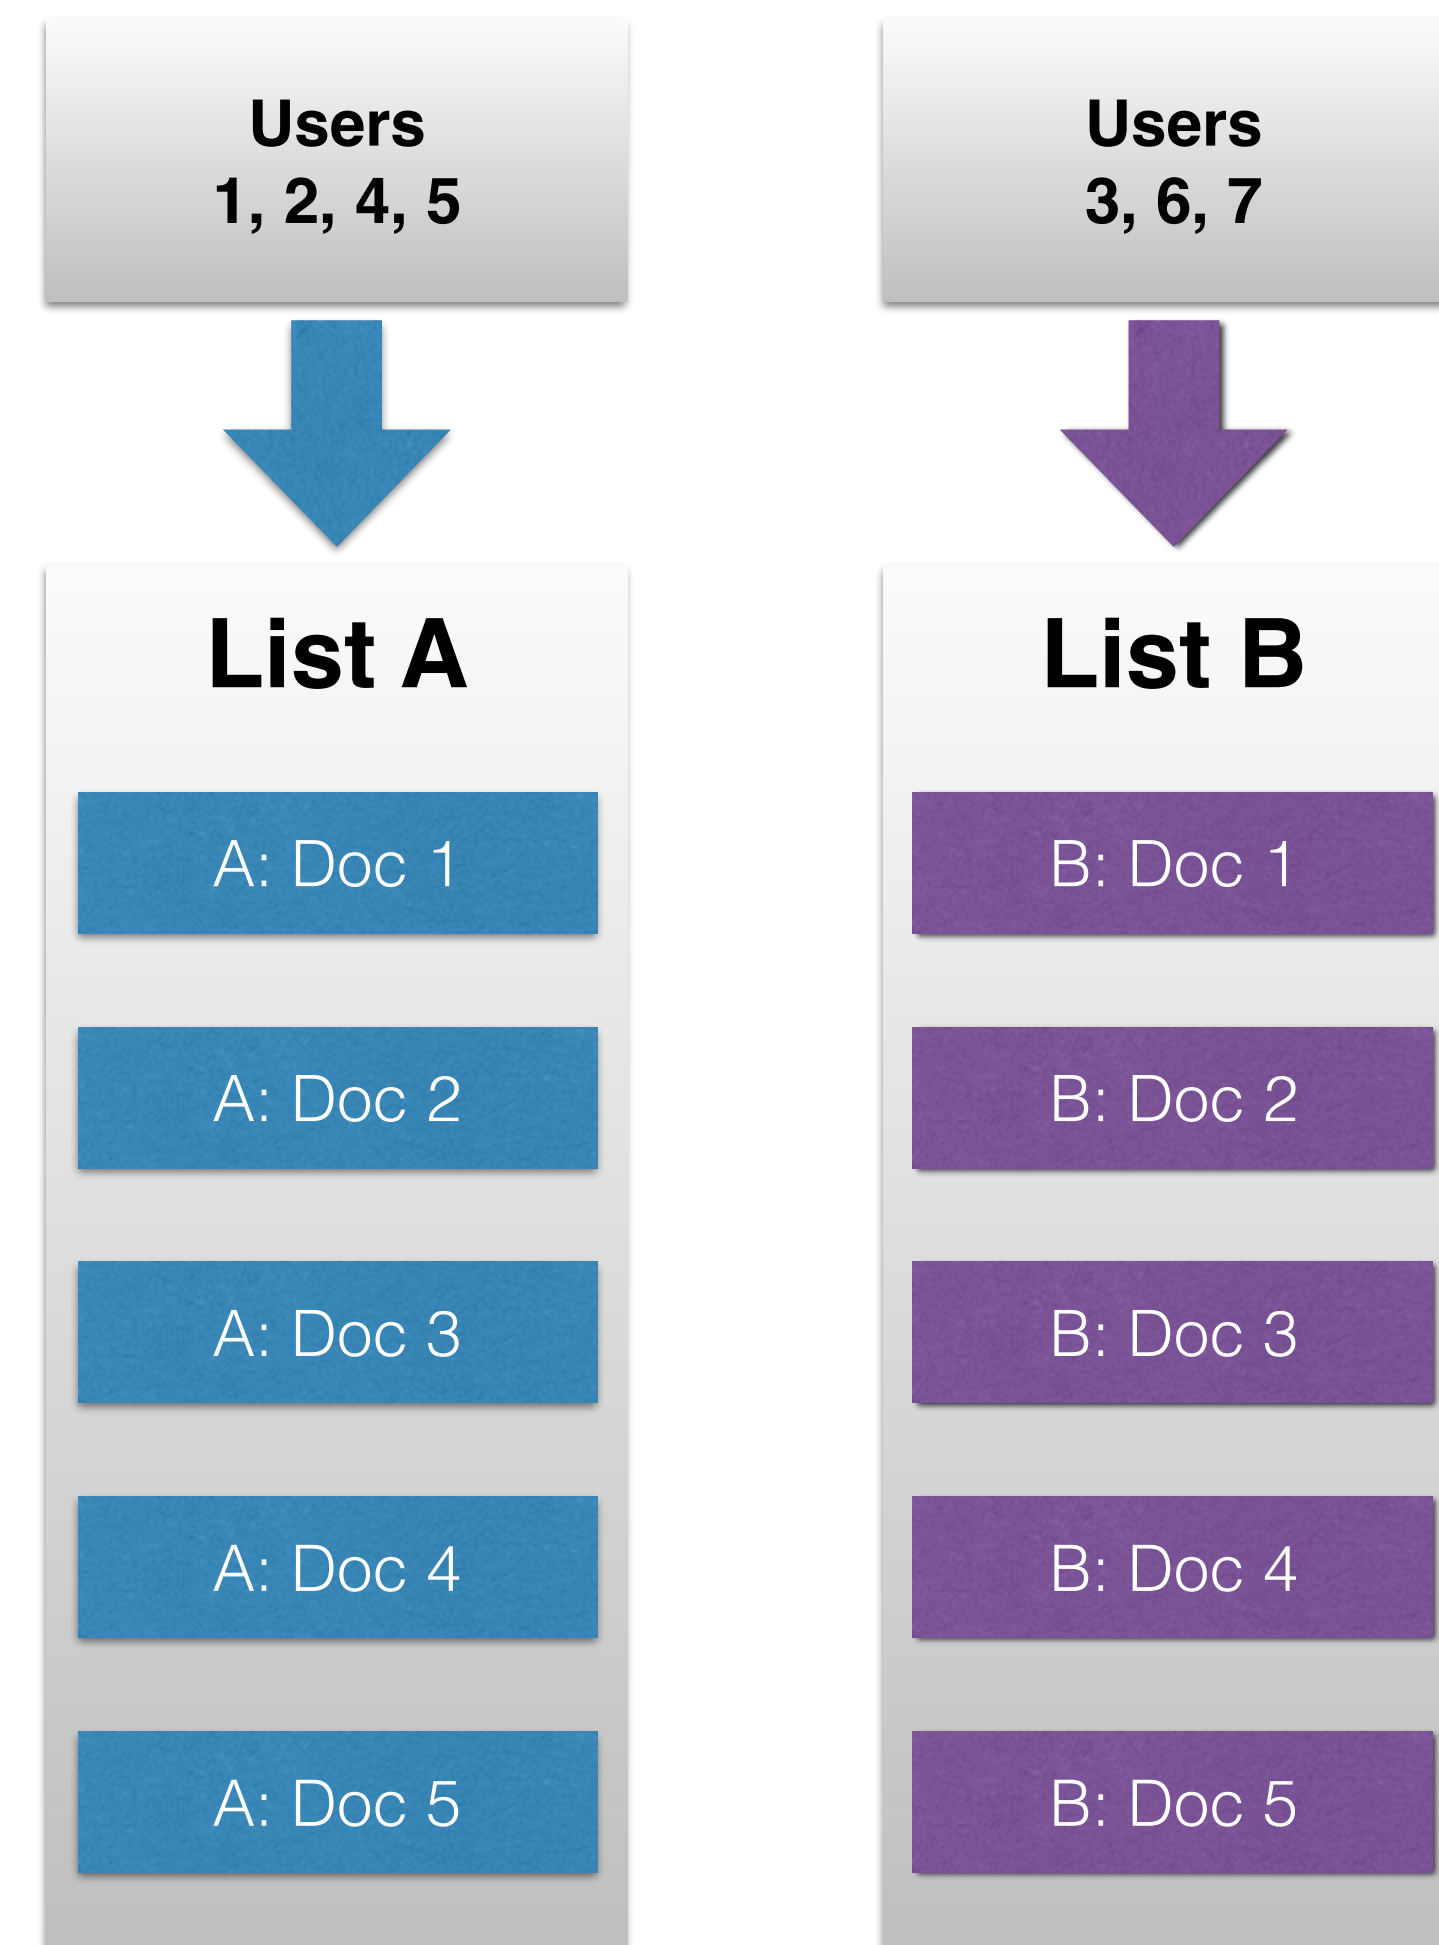 Users
1, 2, 4, 5
List A
A: Doc 1
A: Doc 2
A: Doc 3
A: Doc 4
A: Doc 5
Users
3, 6, 7
List B
B: Doc 1
B: Doc 2
B: Doc 3
B: Doc 4
B: Doc 5